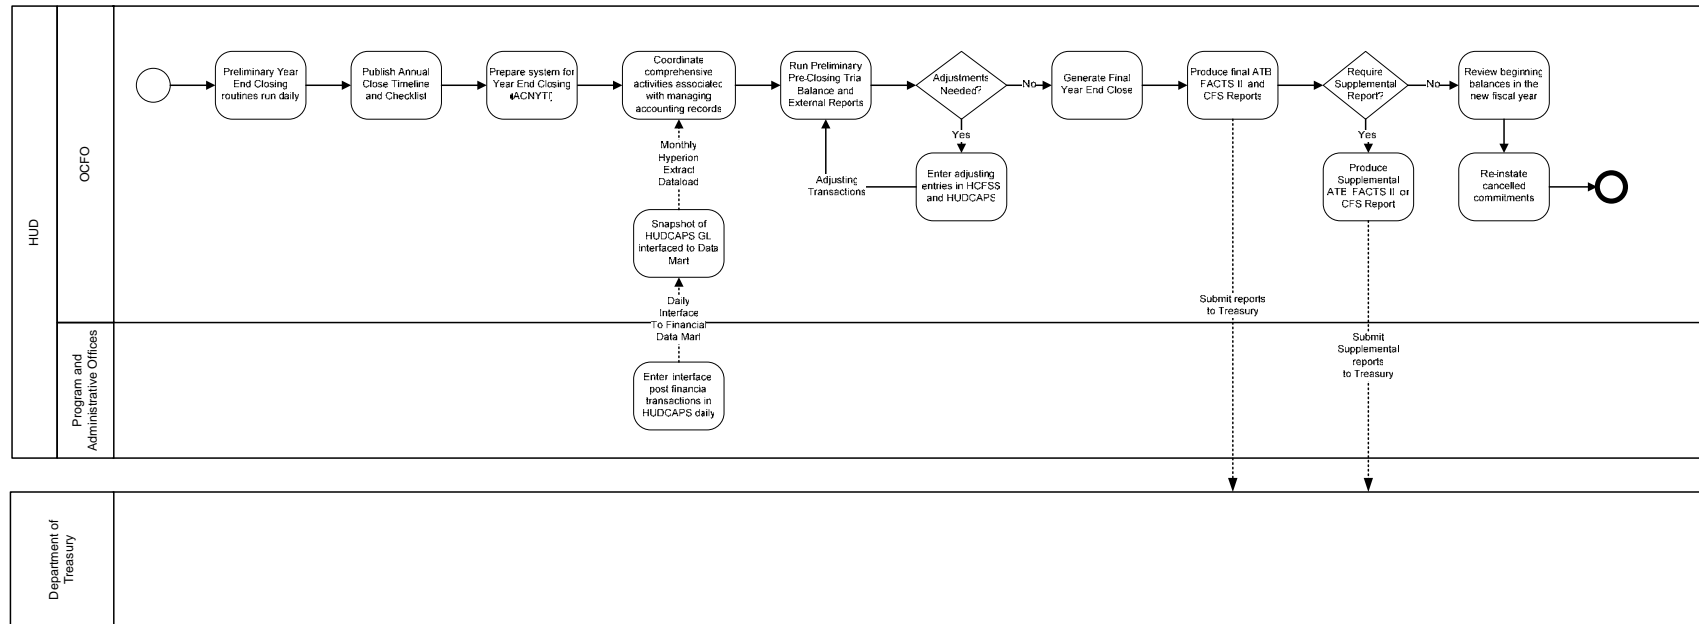 HUD
OCFO
Preliminary Year
End Closing
routines run daily
Publish Annual
Close Timeline
and Checklist
Prepare system for
Year End Closing
(ACNYT)
Coordinate
comprehensive
activities associated
with managing
accounting records
Run Preliminary
Pre-Closing Trial
Balance and
External Reports
Adjustments
Needed?
No
Generate Final
Year End Close
Produce final ATB
FACTS II and
CFS Reports
Require
Supplemental
Report?
No
Review beginning
balances in the
new fiscal year
Yes
Yes
Monthly
Hyperion
Extract
Dataload
Adjusting
Transactions
Enter adjusting
entries in HCFSS
and HUDCAPS
Produce
Supplemental
ATB FACTS II or
CFS Report
Re-instate
cancelled
commitments
Snapshot of
HUDCAPS GL
interfaced to Data
Mart
Daily
Interface
To Financial
Data Mart
Submit reports
to Treasury
Program and
Administrative Offices
Submit
Supplemental
reports
to Treasury
Enter interface
post financial
transactions in
HUDCAPS daily
Department of
Treasury